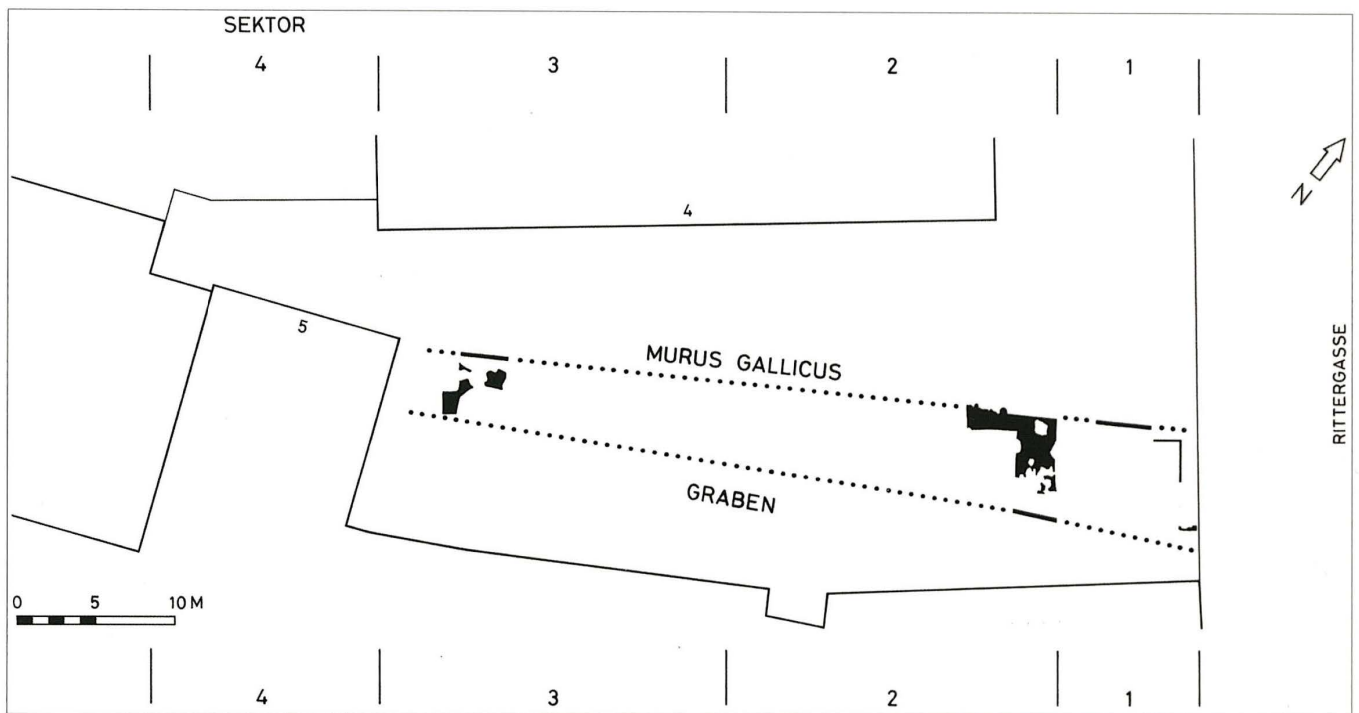 SEKTOR
4 3 2 1
4
N
5
MURUS GALLICUS
RITTERGASSE
GRABEN
0 5 10 M
4 3 2 1